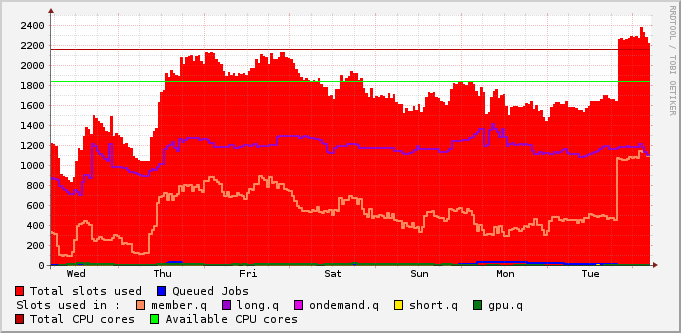 2400
2200
2000
1800
1600
1400
1200
1000
800
600
400
200
0
Wed Thu Fri Sat Sun Mon Tue
Total slots used Queued Jobs
Slots used in : member.q long.q ondemand.q short.q gpu.q
Total CPU cores Available CPU cores
RRDTOOL / TOBI OETIKER